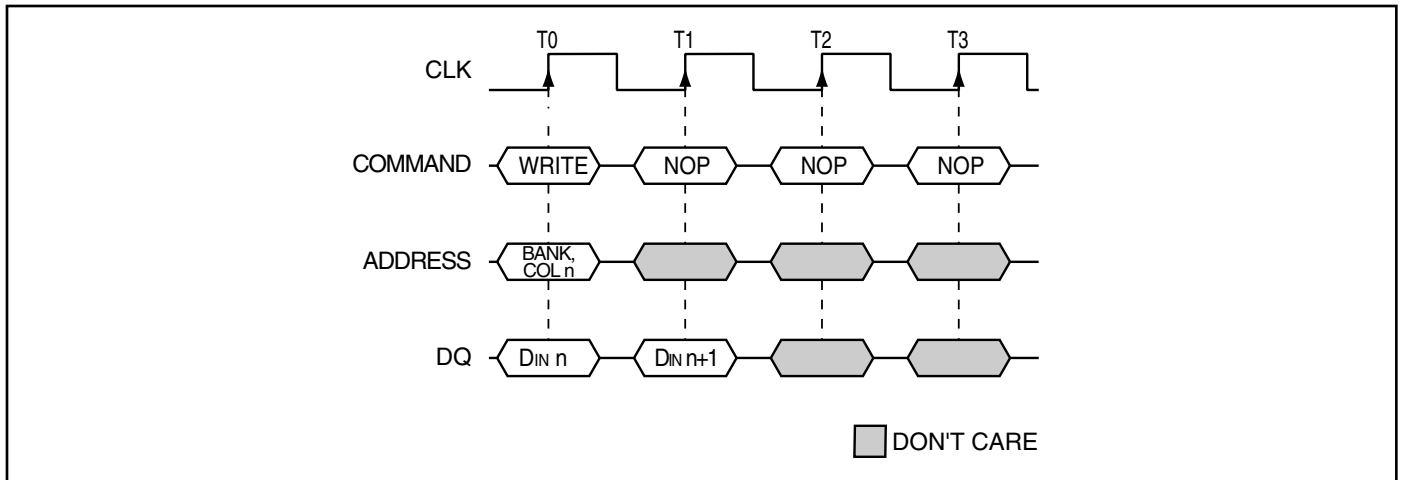 T0 T1 T2 T3
CLK
COMMAND WRITE NOP NOP NOP
ADDRESS BANK,
COL n
DQ DIN n DIN n+1
DON'T CARE